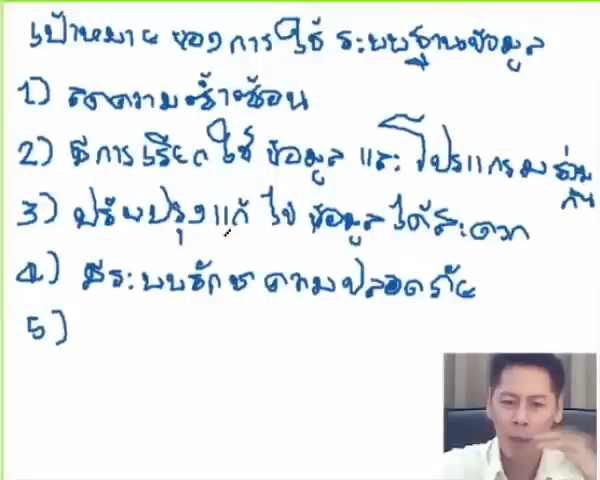 เป้าหมายของการใช้ระบบฐานข้อมูล
1) ลดความซ้ำซ้อน
2) มีการเรียกใช้ข้อมูลและโปรแกรมร่วมกัน
3) ปรับปรุงแก้ไขข้อมูลได้สะดวก
4) มีระบบรักษาความปลอดภัย
5)